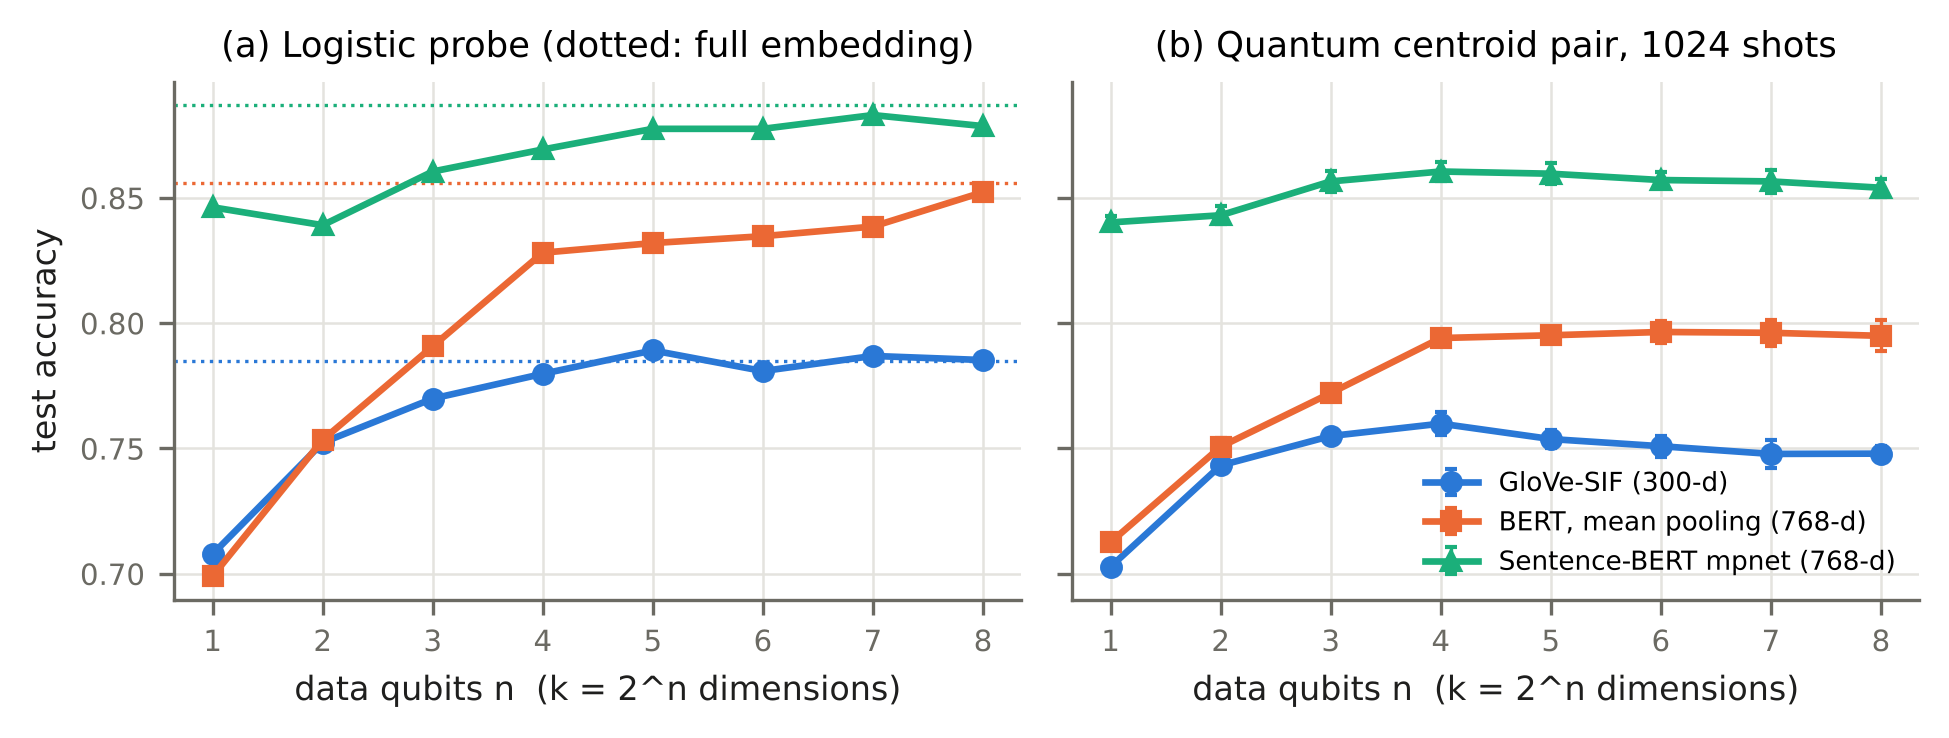 (a) Logistic probe (dotted: full embedding)
(b) Quantum centroid pair, 1024 shots
test accuracy
0.85
0.80
0.75
0.70
1 2 3 4 5 6 7 8
data qubits n (k = 2^n dimensions)
GloVe-SIF (300-d)
BERT, mean pooling (768-d)
Sentence-BERT mpnet (768-d)
1 2 3 4 5 6 7 8
data qubits n (k = 2^n dimensions)